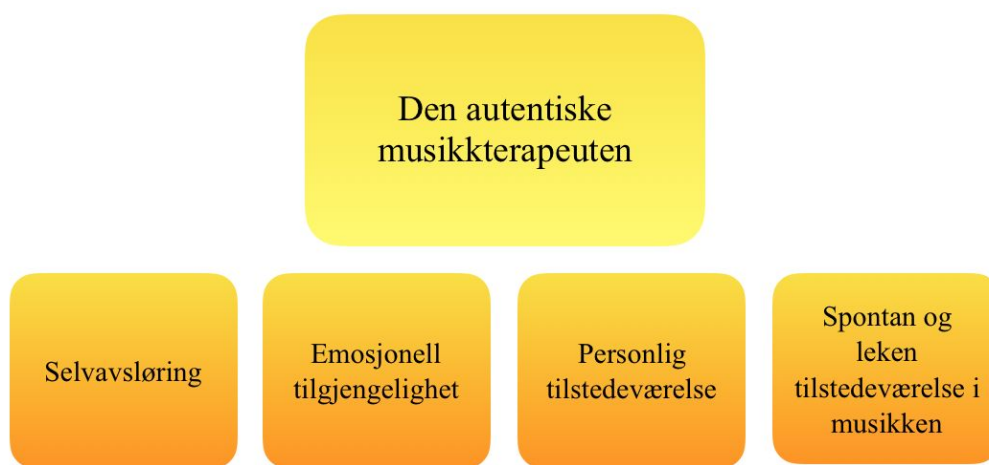 Den autentiske
musikkterapeuten
Selvavsløring
Emosjonell
tilgjengelighet
Personlig
tilstedeværelse
Spontan og
leken
tilstedeværelse i
musikken